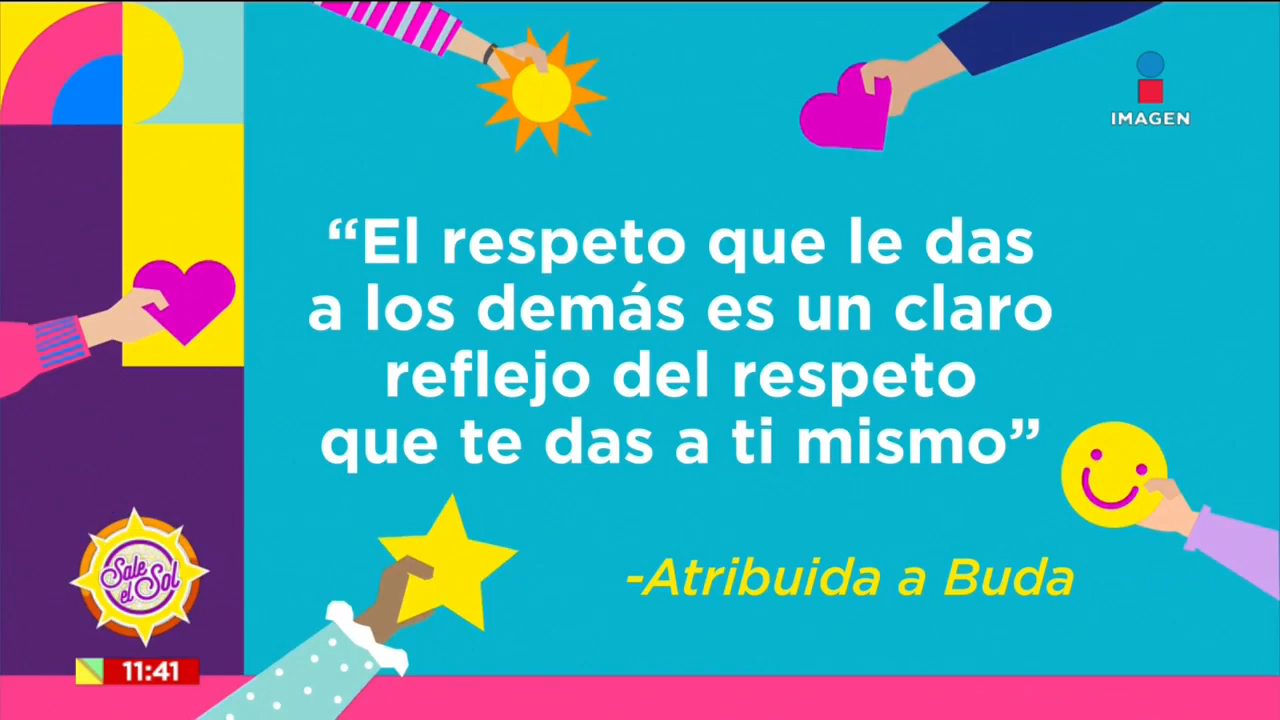 IMAGEN
“El respeto que le das
a los demás es un claro
reflejo del respeto
que te das a ti mismo”
-Atribuida a Buda
Sale
el Sol
11:41